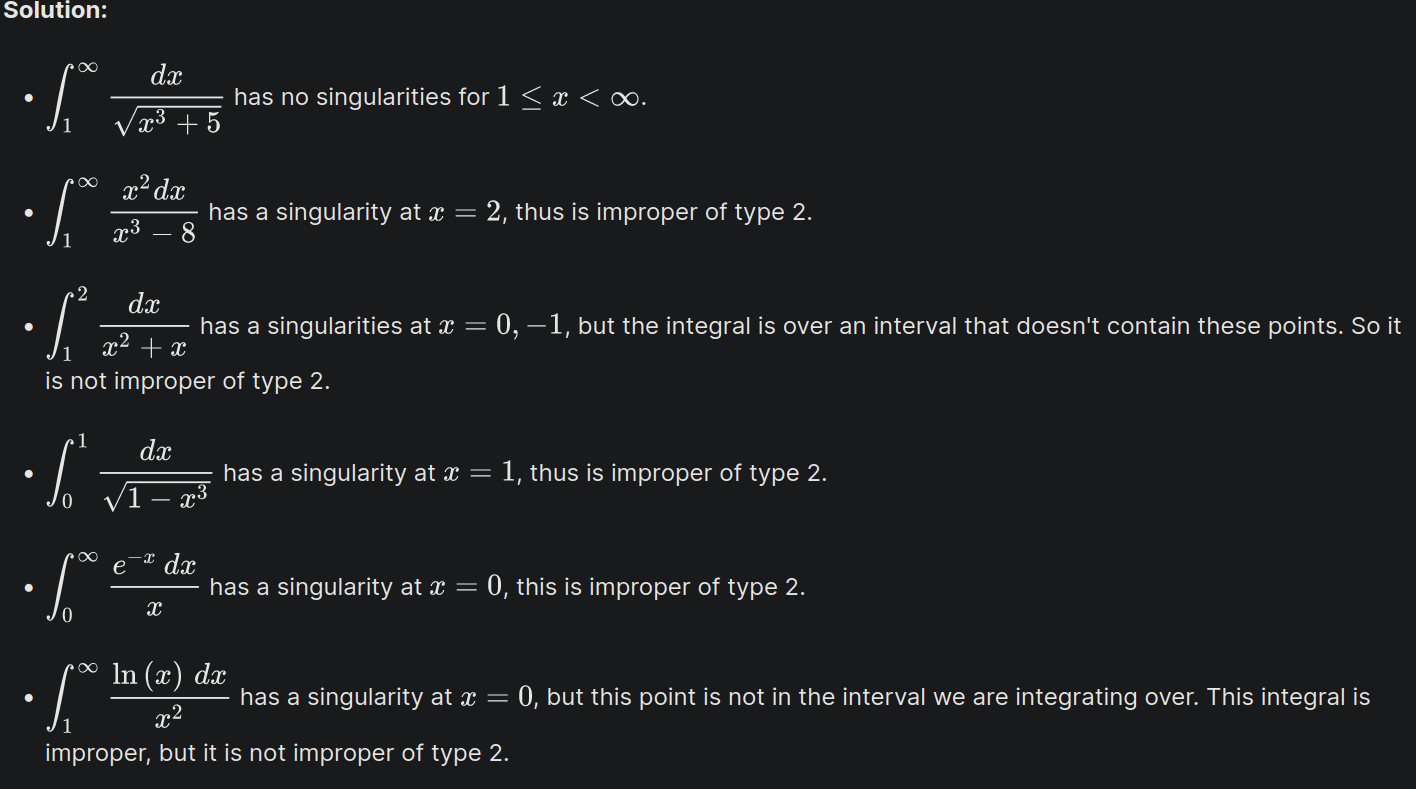 Solution:
• $\int_1^\infty \frac{dx}{\sqrt{x^3+5}}$ has no singularities for $1 \leq x < \infty$.
• $\int_1^\infty \frac{x^2 dx}{x^3-8}$ has a singularity at $x = 2$, thus is improper of type 2.
• $\int_1^2 \frac{dx}{x^2+x}$ has a singularities at $x = 0, -1$, but the integral is over an interval that doesn't contain these points. So it
is not improper of type 2.
• $\int_0^1 \frac{dx}{\sqrt{1-x^3}}$ has a singularity at $x = 1$, thus is improper of type 2.
• $\int_0^\infty \frac{e^{-x} dx}{x}$ has a singularity at $x = 0$, this is improper of type 2.
• $\int_1^\infty \frac{\ln(x) dx}{x^2}$ has a singularity at $x = 0$, but this point is not in the interval we are integrating over. This integral is
improper, but it is not improper of type 2.